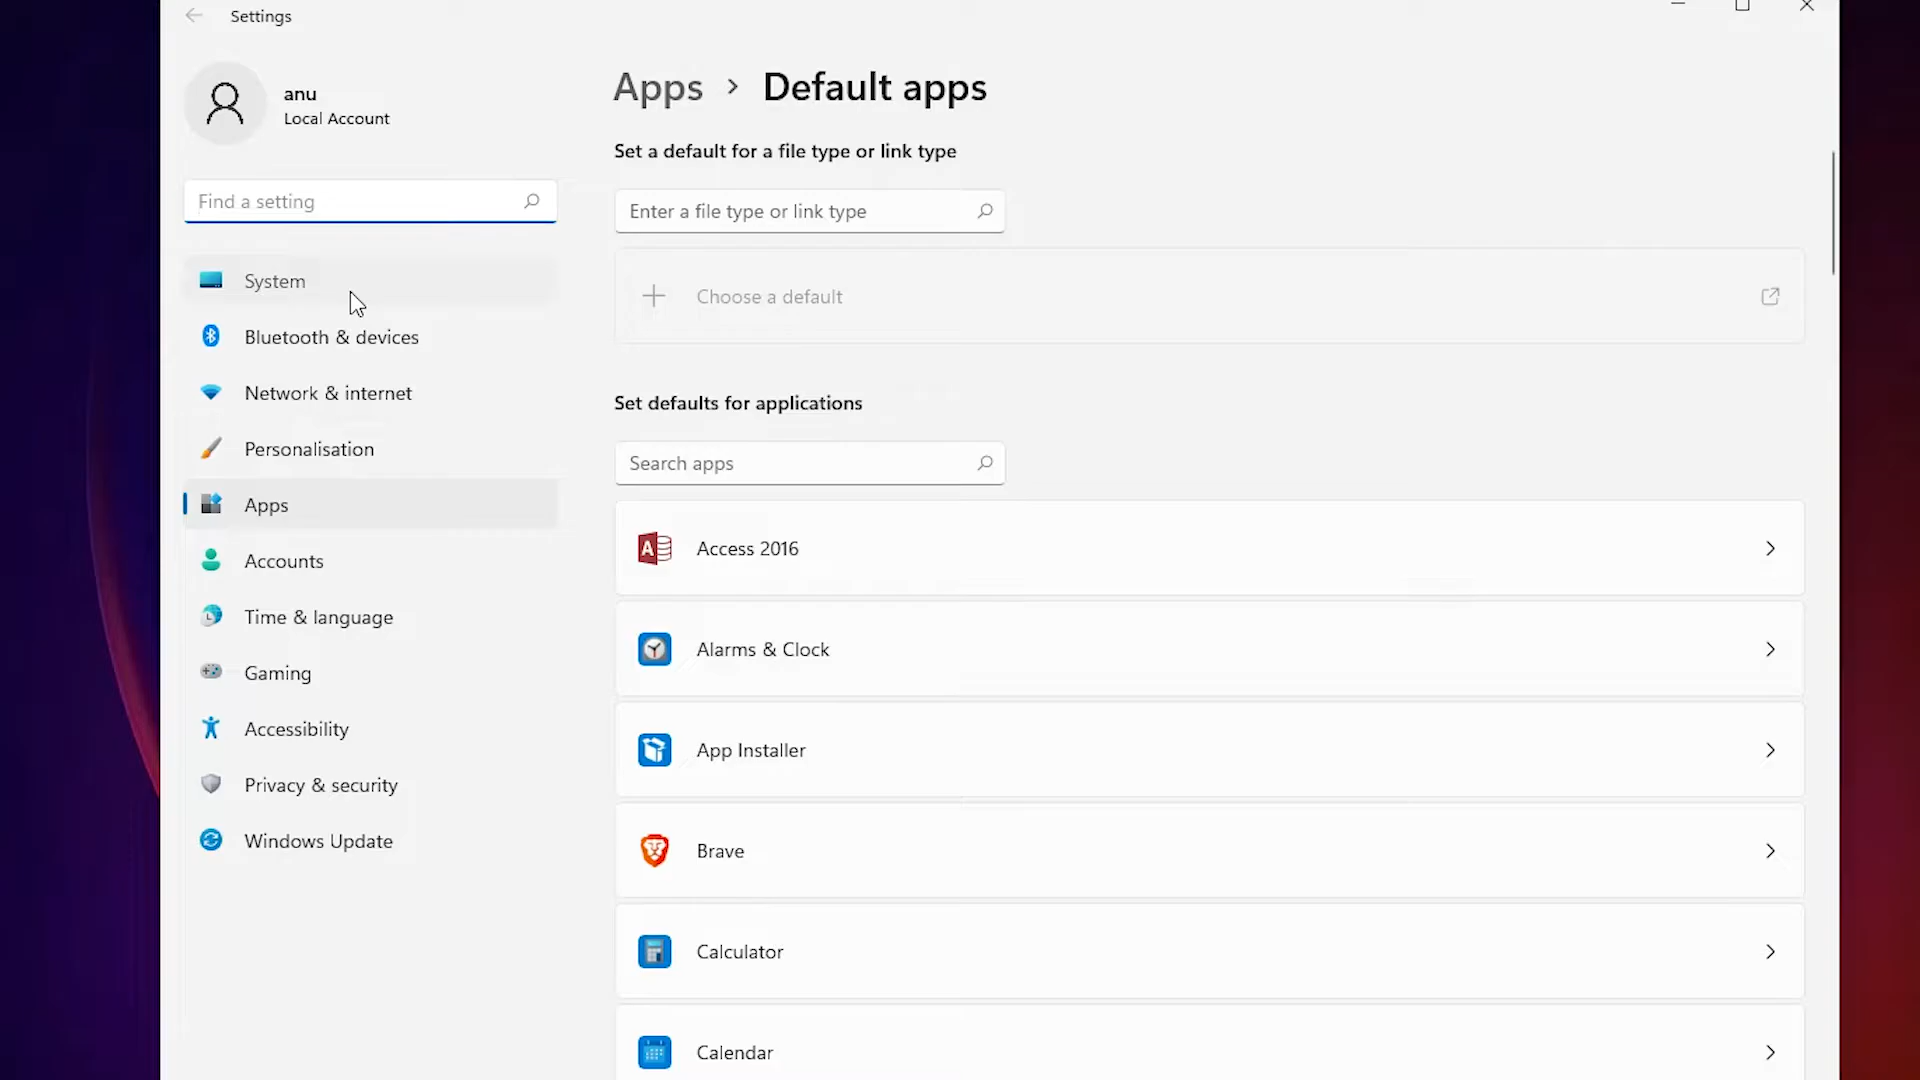 Settings
anu
Local Account
Find a setting
System
Bluetooth & devices
Network & internet
Personalisation
Apps
Accounts
Time & language
Gaming
Accessibility
Privacy & security
Windows Update
Apps > Default apps
Set a default for a file type or link type
Enter a file type or link type
Choose a default
Set defaults for applications
Search apps
Access 2016
Alarms & Clock
App Installer
Brave
Calculator
Calendar